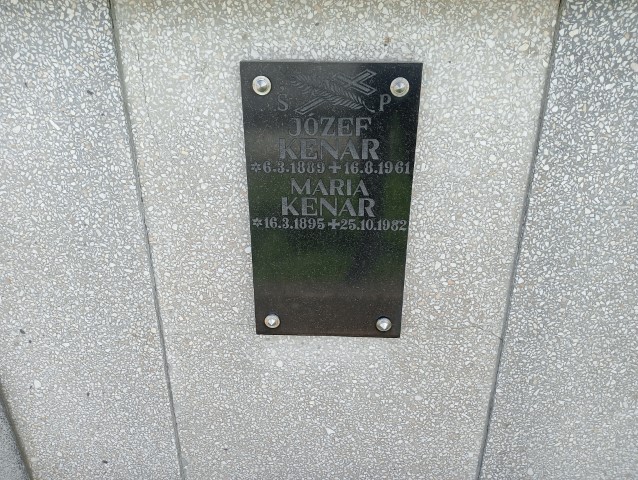 Ś P
JÓZEF
KENAR
*6.3.1889 +16.8.1961
MARIA
KENAR
*16.3.1895 +25.10.1982